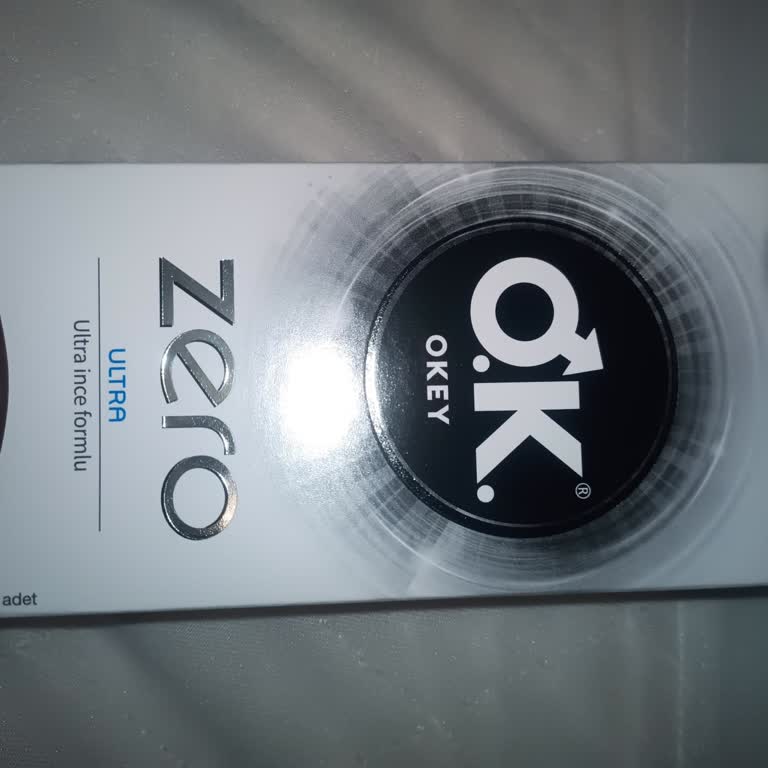 O.K.®
OKEY
zero
ULTRA
Ultra ince formlu
adet